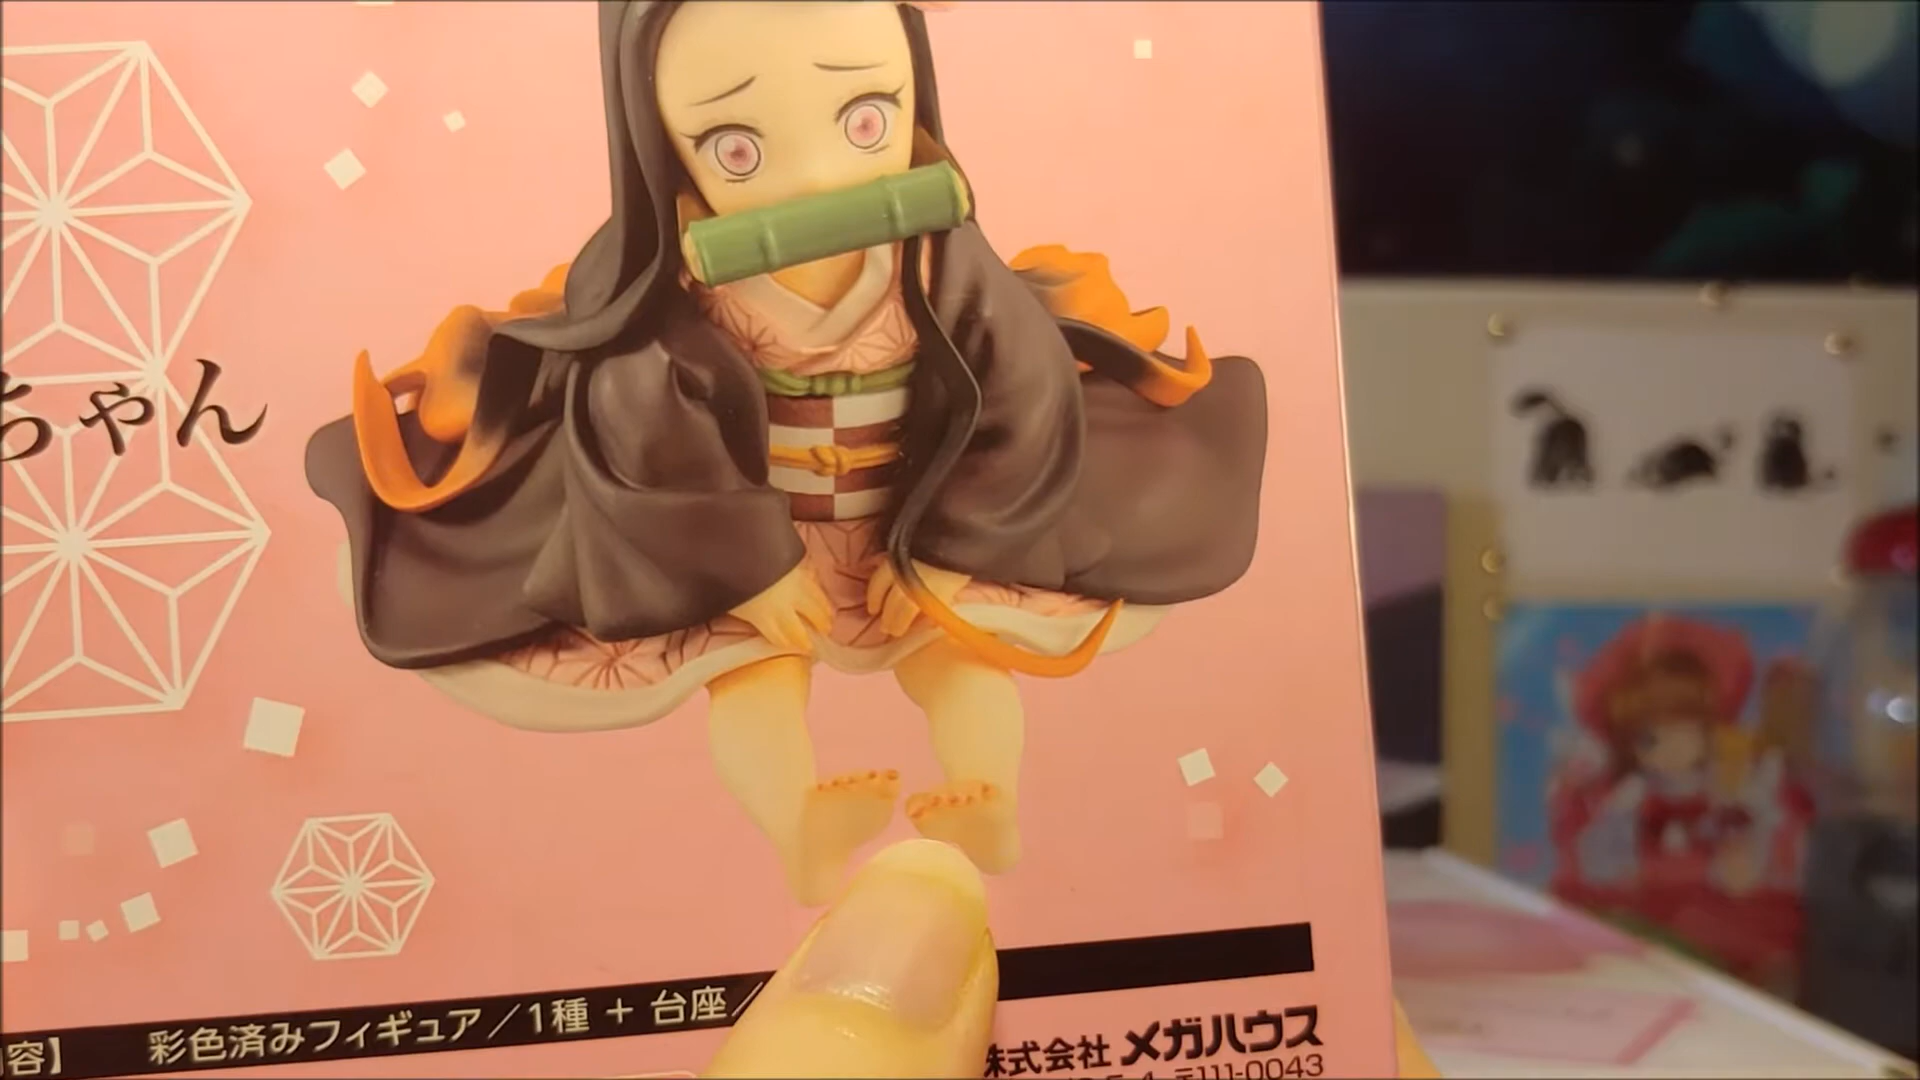 ちゃん
容】 彩色済みフィギュア／1種 + 台座／
株式会社 メガハウス
〒111-0043